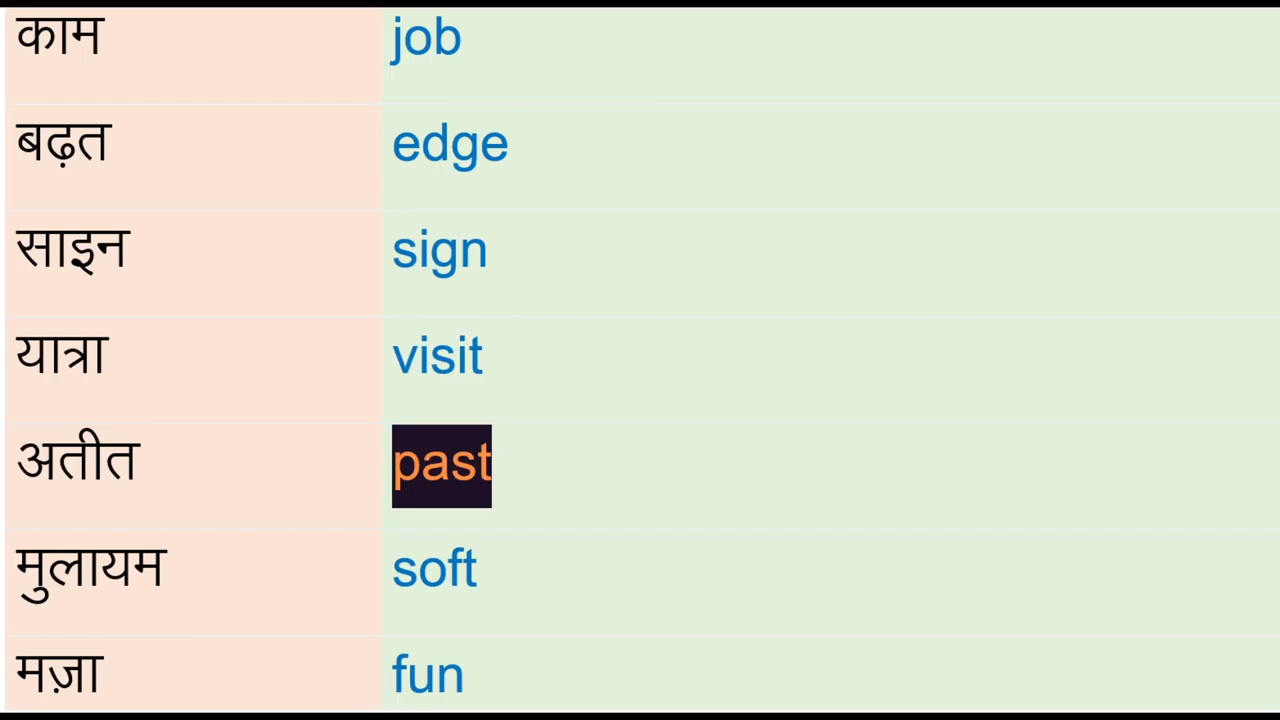 काम job
बढ़त edge
साइन sign
यात्रा visit
अतीत past
मुलायम soft
मज़ा fun